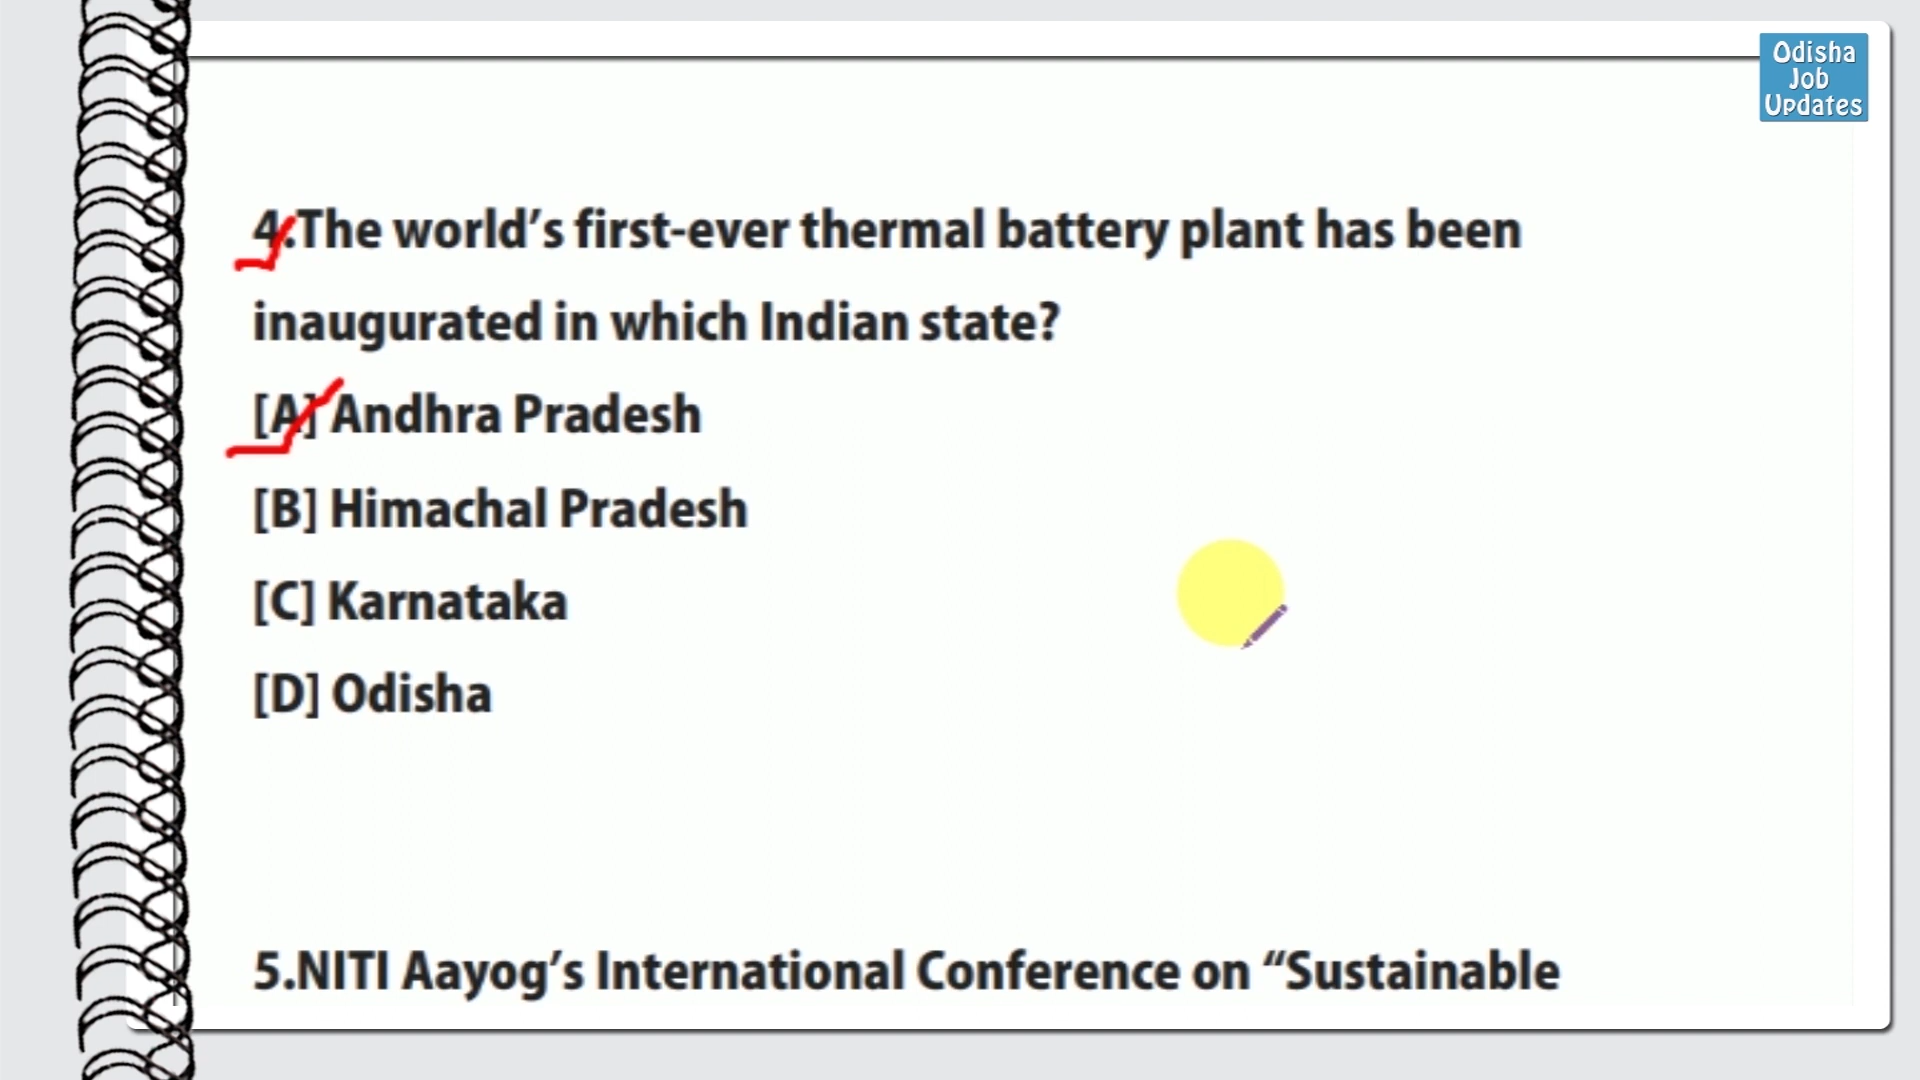 Odisha
Job
Updates
4.The world’s first-ever thermal battery plant has been
inaugurated in which Indian state?
[A] Andhra Pradesh
[B] Himachal Pradesh
[C] Karnataka
[D] Odisha
5.NITI Aayog’s International Conference on “Sustainable